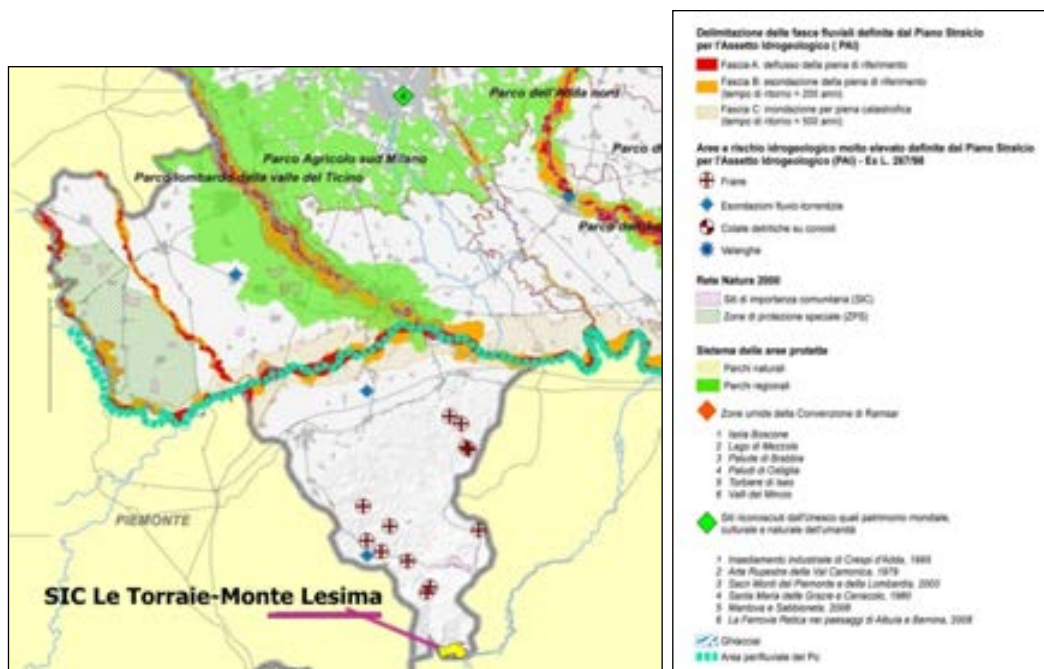 Parco dell'Adda nord
Parco Agricolo sud Milano
Parco lombardo della valle del Ticino
PIEMONTE
SIC Le Torraie-Monte Lesima
Delimitazione delle fasce fluviali definite dal Piano Stralcio
per l'Assetto Idrogeologico ( PAI)
Fascia A: deflusso della piena di riferimento
Fascia B: esondazione della piena di riferimento
(tempo di ritorno = 200 anni)
Fascia C: inondazione per piena catastrofica
(tempo di ritorno = 500 anni)
Aree a rischio idrogeologico molto elevato definite dal Piano Stralcio
per l'Assetto Idrogeologico (PAI) - Ex L. 267/98
Frane
Esondazioni fluvio-torrentizie
Colate detritiche su conoidi
Valanghe
Rete Natura 2000
Siti di importanza comunitaria (SIC)
Zone di protezione speciale (ZPS)
Sistema delle aree protette
Parchi naturali
Parchi regionali
Zone umide della Convenzione di Ramsar
1 Isola Boscone
2 Lago di Mezzola
3 Palude di Brabbia
4 Paludi di Ostiglia
5 Torbiere di Iseo
6 Valli del Mincio
Siti riconosciuti dall'Unesco quali patrimonio mondiale,
culturale e naturale dell'umanità
1 Insediamento industriale di Crespi d'Adda, 1995
2 Arte Rupestre della Val Camonica, 1979
3 Sacri Monti del Piemonte e della Lombardia, 2003
4 Santa Maria delle Grazie e Cenacolo, 1980
5 Mantova e Sabbioneta, 2008
6 La Ferrovia Retica nei paesaggi di Albula e Bernina, 2008
Ghiacciai
Area perifluviale del Po